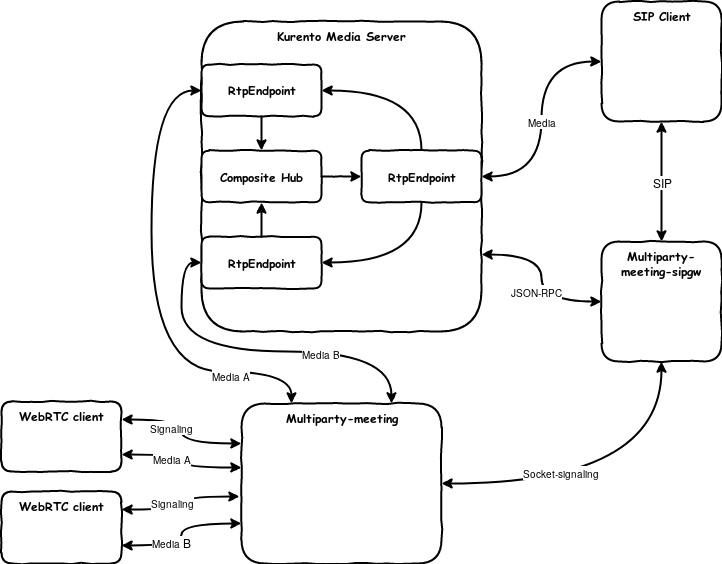 SIP Client
Kurento Media Server
RtpEndpoint
Media
Composite Hub
RtpEndpoint
SIP
RtpEndpoint
Multiparty-
meeting-sipgw
JSON-RPC
Media B
Media A
WebRTC client
Multiparty-meeting
Signaling
Media A
Socket-signaling
WebRTC client
Signaling
Media B